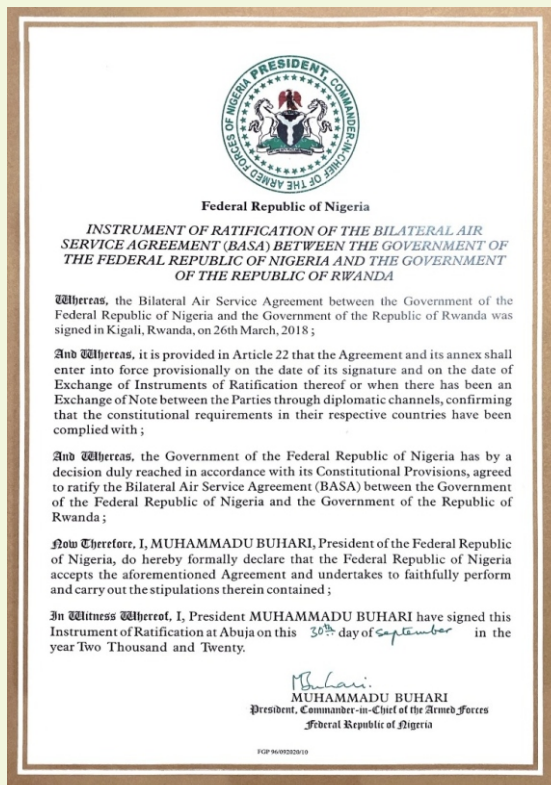 PRESIDENT, COMMANDER-IN-CHIEF OF THE ARMED FORCES OF NIGERIA
Federal Republic of Nigeria
INSTRUMENT OF RATIFICATION OF THE BILATERAL AIR
SERVICE AGREEMENT (BASA) BETWEEN THE GOVERNMENT OF
THE FEDERAL REPUBLIC OF NIGERIA AND THE GOVERNMENT
OF THE REPUBLIC OF RWANDA
Whereas, the Bilateral Air Service Agreement between the Government of the
Federal Republic of Nigeria and the Government of the Republic of Rwanda was
signed in Kigali, Rwanda, on 26th March, 2018 ;
And Whereas, it is provided in Article 22 that the Agreement and its annex shall
enter into force provisionally on the date of its signature and on the date of
Exchange of Instruments of Ratification thereof or when there has been an
Exchange of Note between the Parties through diplomatic channels, confirming
that the constitutional requirements in their respective countries have been
complied with ;
And Whereas, the Government of the Federal Republic of Nigeria has by a
decision duly reached in accordance with its Constitutional Provisions, agreed
to ratify the Bilateral Air Service Agreement (BASA) between the Government
of the Federal Republic of Nigeria and the Government of the Republic of
Rwanda ;
Now Therefore, I, MUHAMMADU BUHARI, President of the Federal Republic
of Nigeria, do hereby formally declare that the Federal Republic of Nigeria
accepts the aforementioned Agreement and undertakes to faithfully perform
and carry out the stipulations therein contained ;
In Witness Whereof, I, President MUHAMMADU BUHARI have signed this
Instrument of Ratification at Abuja on this 30th day of September in the
year Two Thousand and Twenty.
MBuhari.
MUHAMMADU BUHARI
President, Commander-in-Chief of the Armed Forces
Federal Republic of Nigeria
FGP 96/092020/10